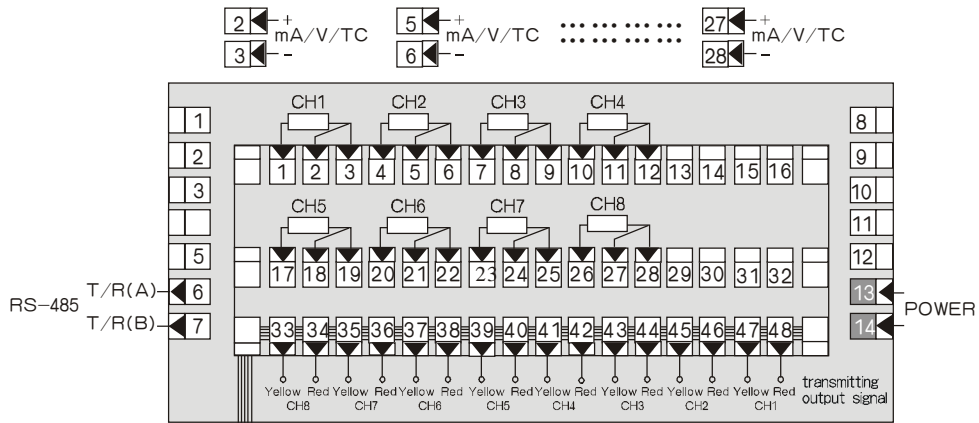 2 + 5 + 27 +
mA/V/TC mA/V/TC mA/V/TC
3 - 6 - 28 -
CH1 CH2 CH3 CH4
1 8
2 9
3 10
11
5 12
1 2 3 4 5 6 7 8 9 10 11 12 13 14 15 16
CH5 CH6 CH7 CH8
17 18 19 20 21 22 23 24 25 26 27 28 29 30 31 32
RS-485
T/R(A) 6
T/R(B) 7
13
14
POWER
33 34 35 36 37 38 39 40 41 42 43 44 45 46 47 48
Yellow Red Yellow Red Yellow Red Yellow Red Yellow Red Yellow Red Yellow Red Yellow Red
CH8 CH7 CH6 CH5 CH4 CH3 CH2 CH1
transmitting
output signal